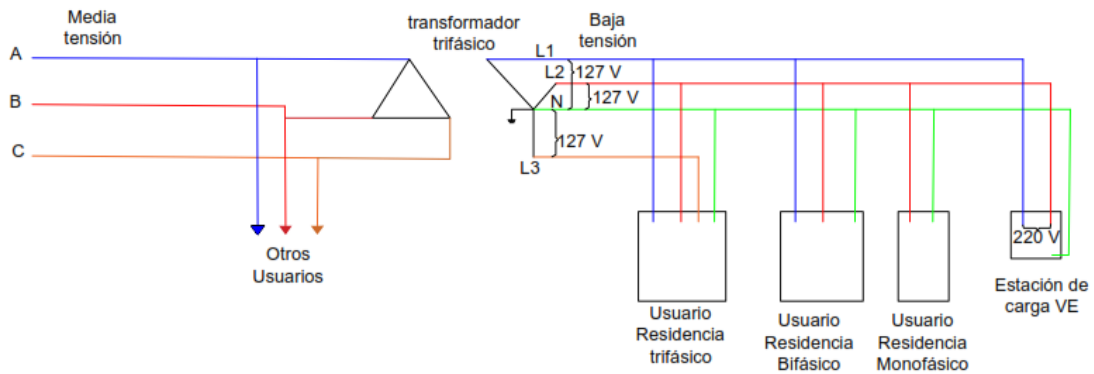 Media
tensión
A
B
C
Otros
Usuarios
transformador
trifásico
Baja
tensión
L1
L2
127 V
N
127 V
127 V
L3
Usuario
Residencia
trifásico
Usuario
Residencia
Bifásico
Usuario
Residencia
Monofásico
220 V
Estación de
carga VE